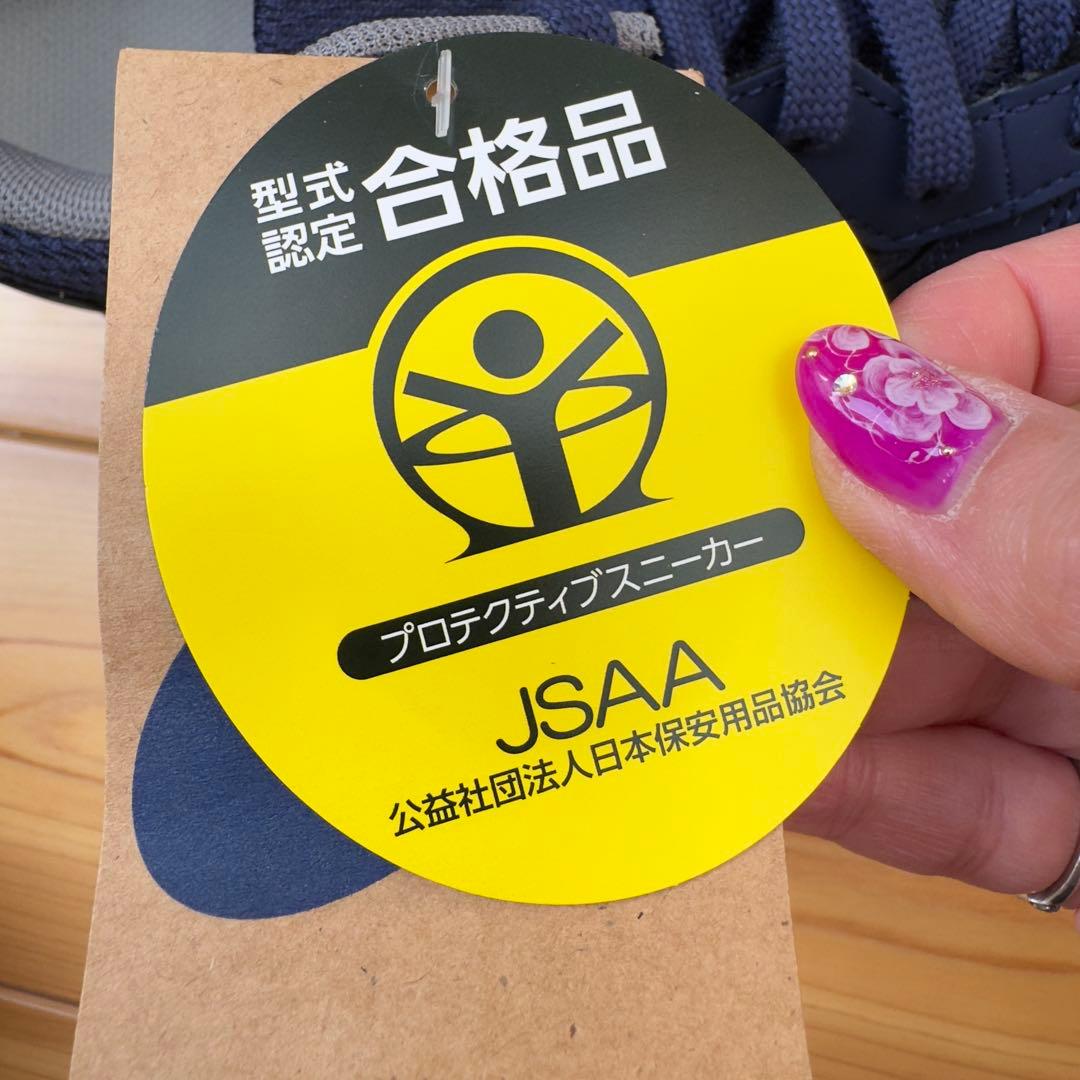 型式
認定
合格品
プロテクティブスニーカー
JSAA
公益社団法人日本保安用品協会